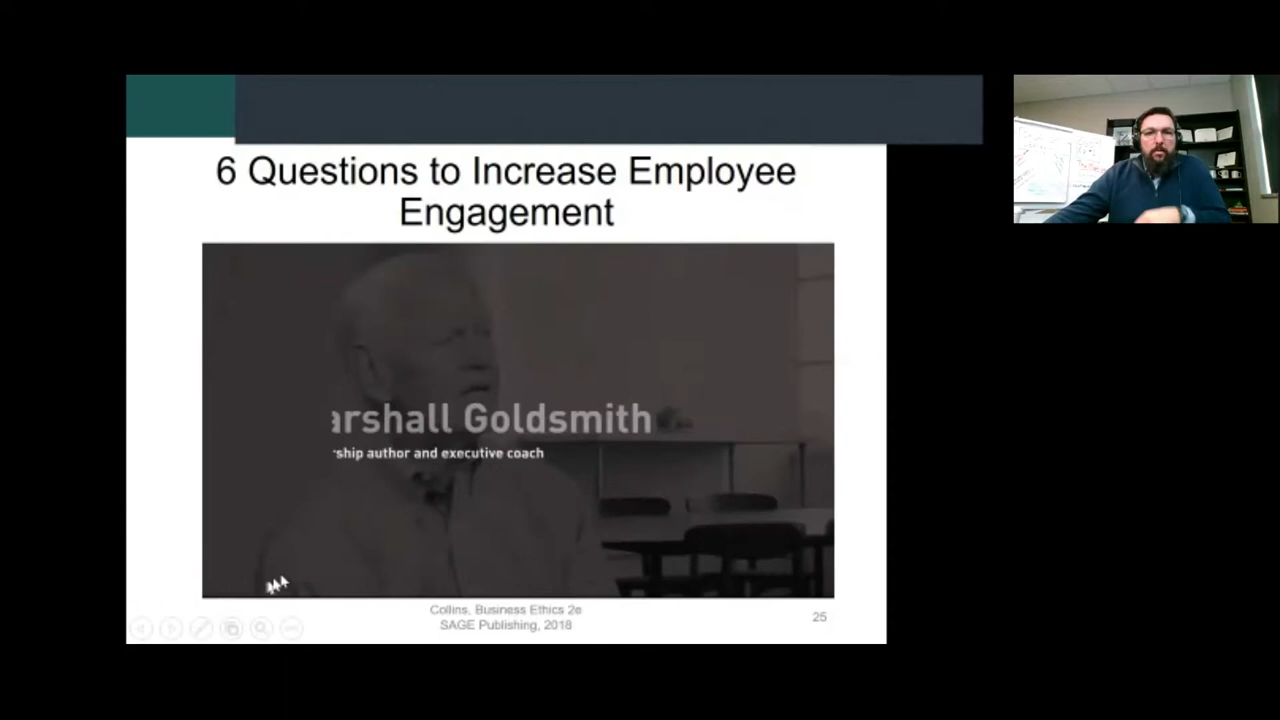 6 Questions to Increase Employee
Engagement
arshall Goldsmith
rship author and executive coach
Collins, Business Ethics 2e
SAGE Publishing, 2018
25